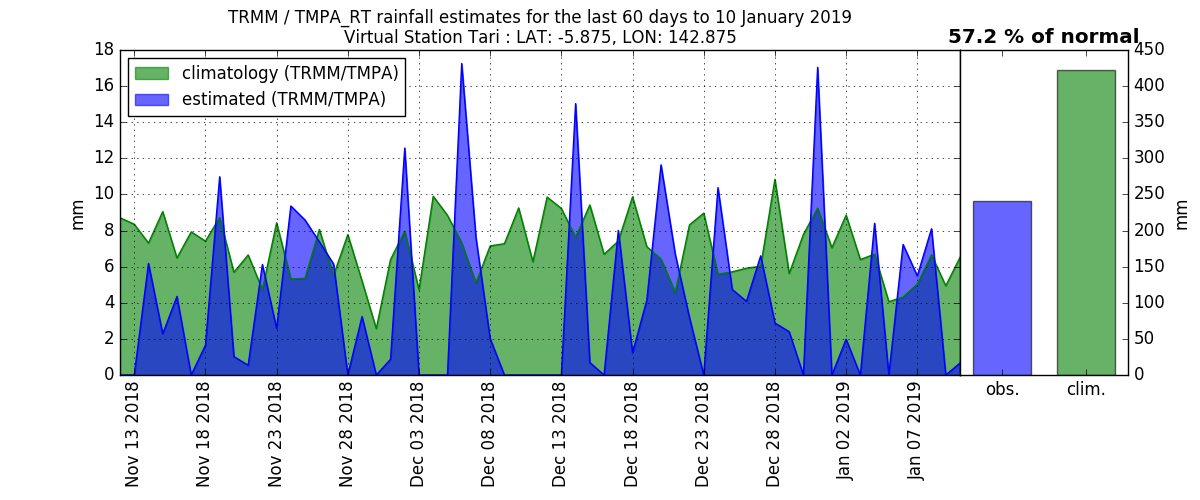 TRMM / TMPA_RT rainfall estimates for the last 60 days to 10 January 2019
Virtual Station Tari : LAT: -5.875, LON: 142.875
57.2 % of normal
climatology (TRMM/TMPA)
estimated (TRMM/TMPA)
18
16
14
12
10
8
6
4
2
0
mm
Nov 13 2018
Nov 18 2018
Nov 23 2018
Nov 28 2018
Dec 03 2018
Dec 08 2018
Dec 13 2018
Dec 18 2018
Dec 23 2018
Dec 28 2018
Jan 02 2019
Jan 07 2019
450
400
350
300
250
200
150
100
50
0
mm
obs.
clim.